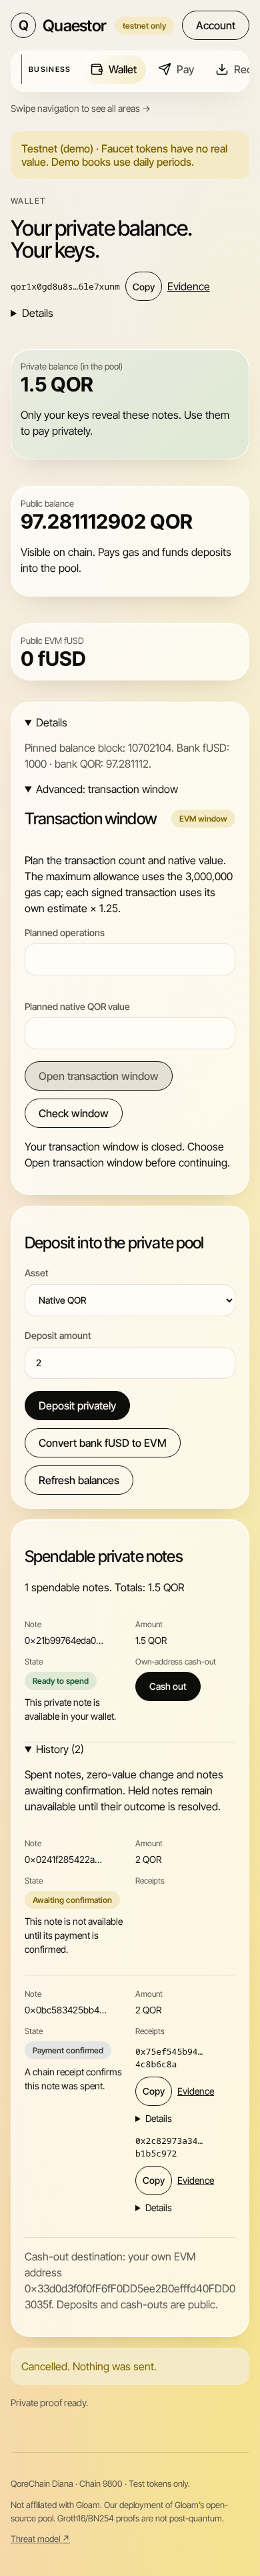 Q Quaestor testnet only Account
BUSINESS Wallet Pay Rec
Swipe navigation to see all areas →
Testnet (demo) · Faucet tokens have no real
value. Demo books use daily periods.
WALLET
Your private balance.
Your keys.
qor1x0gd8u8s…6le7xunm Copy Evidence
▶ Details
Private balance (in the pool)
1.5 QOR
Only your keys reveal these notes. Use them
to pay privately.
Public balance
97.281112902 QOR
Visible on chain. Pays gas and funds deposits
into the pool.
Public EVM fUSD
0 fUSD
▼ Details
Pinned balance block: 10702104. Bank fUSD:
1000 · bank QOR: 97.281112.
▼ Advanced: transaction window
Transaction window EVM window
Plan the transaction count and native value.
The maximum allowance uses the 3,000,000
gas cap; each signed transaction uses its
own estimate × 1.25.
Planned operations
Planned native QOR value
Open transaction window
Check window
Your transaction window is closed. Choose
Open transaction window before continuing.
Deposit into the private pool
Asset
Native QOR
Deposit amount
2
Deposit privately
Convert bank fUSD to EVM
Refresh balances
Spendable private notes
1 spendable notes. Totals: 1.5 QOR
Note Amount
0x21b99764eda0… 1.5 QOR
State Own-address cash-out
Ready to spend Cash out
This private note is
available in your wallet.
▼ History (2)
Spent notes, zero-value change and notes
awaiting confirmation. Held notes remain
unavailable until their outcome is resolved.
Note Amount
0x0241f285422a… 2 QOR
State Receipts
Awaiting confirmation
This note is not available
until its payment is
confirmed.
Note Amount
0x0bc583425bb4… 2 QOR
State Receipts
Payment confirmed 0x75ef545b94…
4c8b6c8a
A chain receipt confirms
this note was spent.
Copy Evidence
▶ Details
0x2c82973a34…
b1b5c972
Copy Evidence
▶ Details
Cash-out destination: your own EVM
address
0x33d0d3f0f0fF6fF0DD5ee2B0efffd40FDD0
3035f. Deposits and cash-outs are public.
Cancelled. Nothing was sent.
Private proof ready.
QoreChain Diana · Chain 9800 · Test tokens only.
Not affiliated with Gloam. Our deployment of Gloam's open-
source pool. Groth16/BN254 proofs are not post-quantum.
Threat model ↗